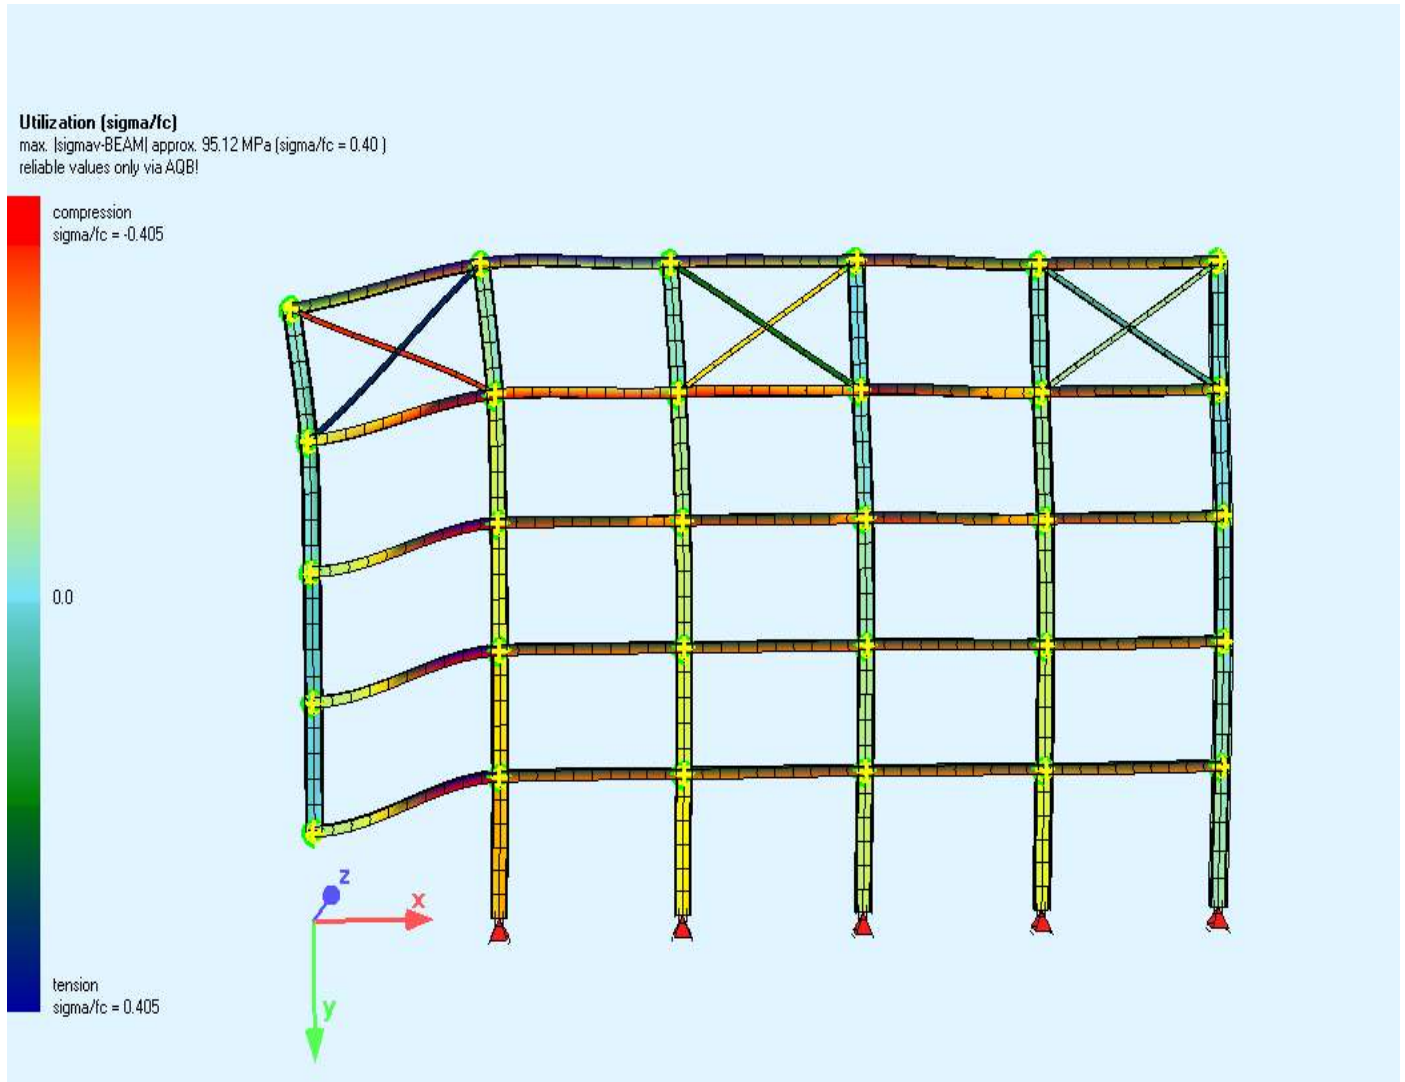 Utilization (sigma/fc)
max. |sigmav-BEAM| approx. 95.12 MPa (sigma/fc = 0.40 )
reliable values only via AQB!
compression
sigma/fc = -0.405
0.0
z
x
tension
sigma/fc = 0.405
y